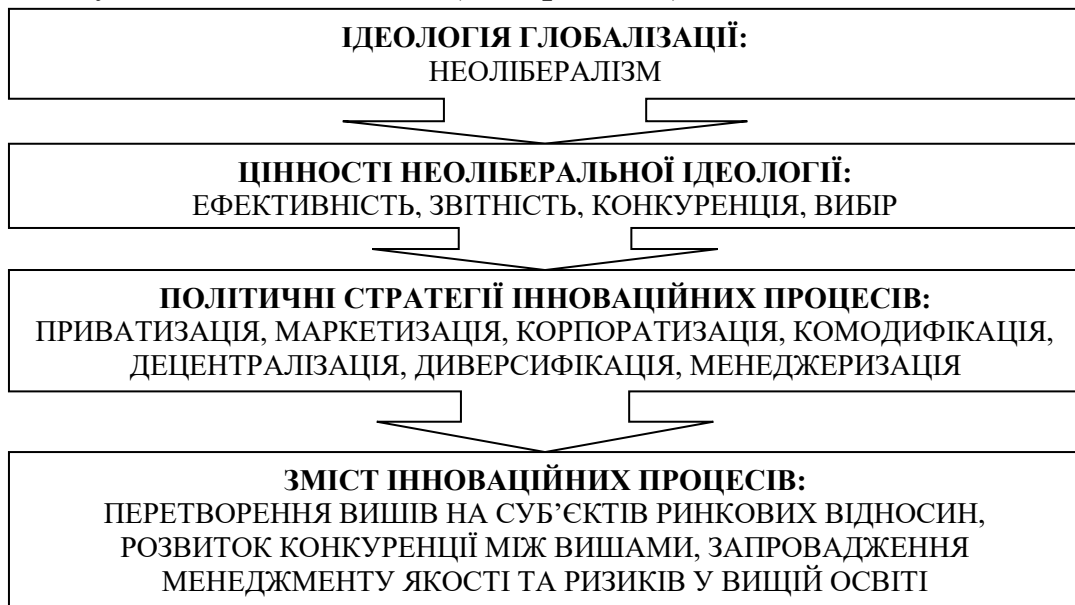 ІДЕОЛОГІЯ ГЛОБАЛІЗАЦІЇ:
НЕОЛІБЕРАЛІЗМ
ЦІННОСТІ НЕОЛІБЕРАЛЬНОЇ ІДЕОЛОГІЇ:
ЕФЕКТИВНІСТЬ, ЗВІТНІСТЬ, КОНКУРЕНЦІЯ, ВИБІР
ПОЛІТИЧНІ СТРАТЕГІЇ ІННОВАЦІЙНИХ ПРОЦЕСІВ:
ПРИВАТИЗАЦІЯ, МАРКЕТИЗАЦІЯ, КОРПОРАТИЗАЦІЯ, КОМОДИФІКАЦІЯ,
ДЕЦЕНТРАЛІЗАЦІЯ, ДИВЕРСИФІКАЦІЯ, МЕНЕДЖЕРИЗАЦІЯ
ЗМІСТ ІННОВАЦІЙНИХ ПРОЦЕСІВ:
ПЕРЕТВОРЕННЯ ВИШІВ НА СУБ’ЄКТІВ РИНКОВИХ ВІДНОСИН,
РОЗВИТОК КОНКУРЕНЦІЇ МІЖ ВИШАМИ, ЗАПРОВАДЖЕННЯ
МЕНЕДЖМЕНТУ ЯКОСТІ ТА РИЗИКІВ У ВИЩІЙ ОСВІТІ